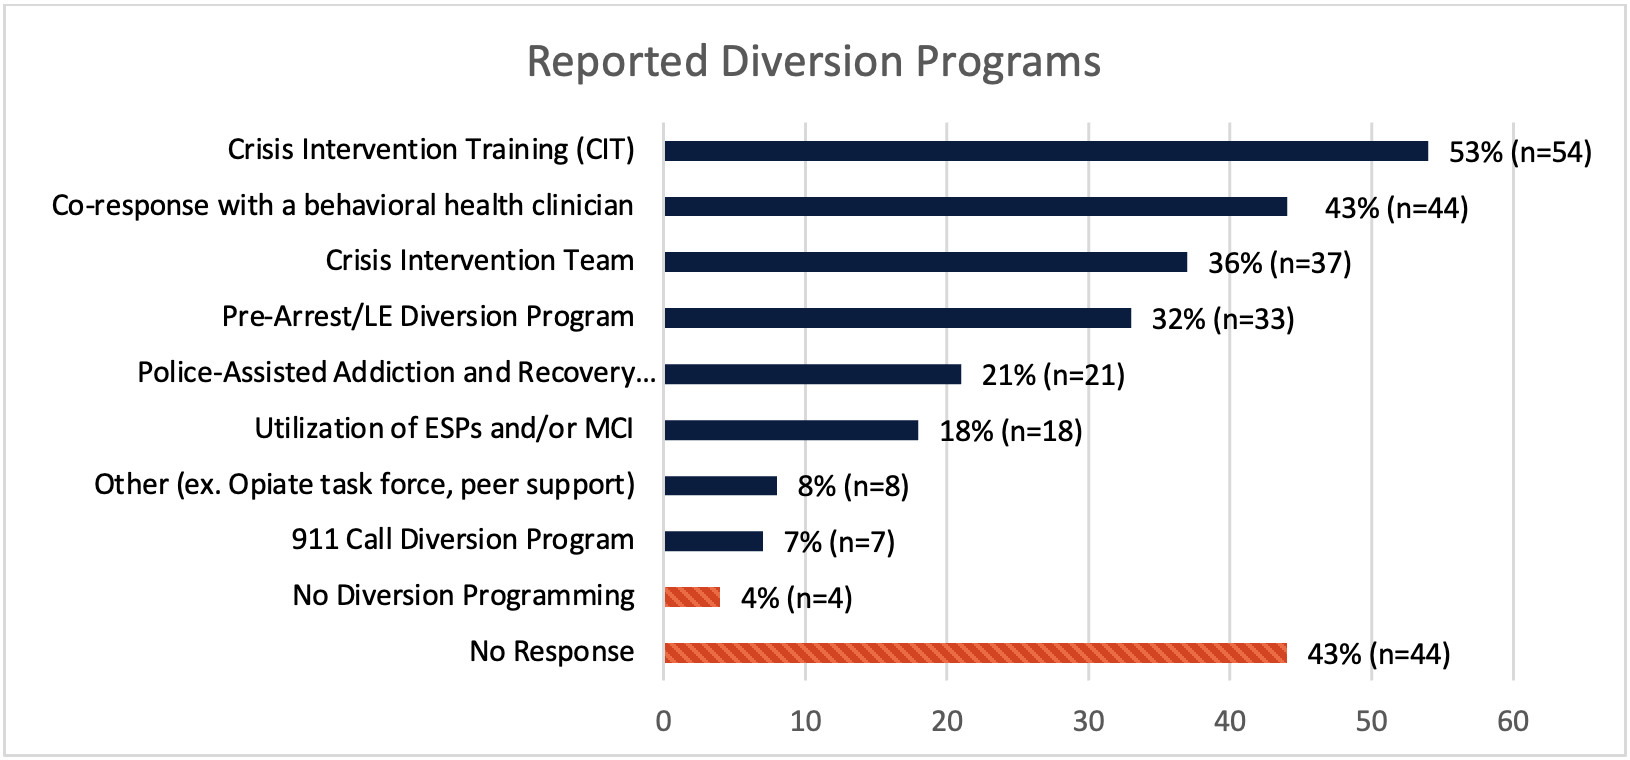 Reported Diversion Programs
Crisis Intervention Training (CIT) 53% (n=54)
Co-response with a behavioral health clinician 43% (n=44)
Crisis Intervention Team 36% (n=37)
Pre-Arrest/LE Diversion Program 32% (n=33)
Police-Assisted Addiction and Recovery... 21% (n=21)
Utilization of ESPs and/or MCI 18% (n=18)
Other (ex. Opiate task force, peer support) 8% (n=8)
911 Call Diversion Program 7% (n=7)
No Diversion Programming 4% (n=4)
No Response 43% (n=44)
0 10 20 30 40 50 60